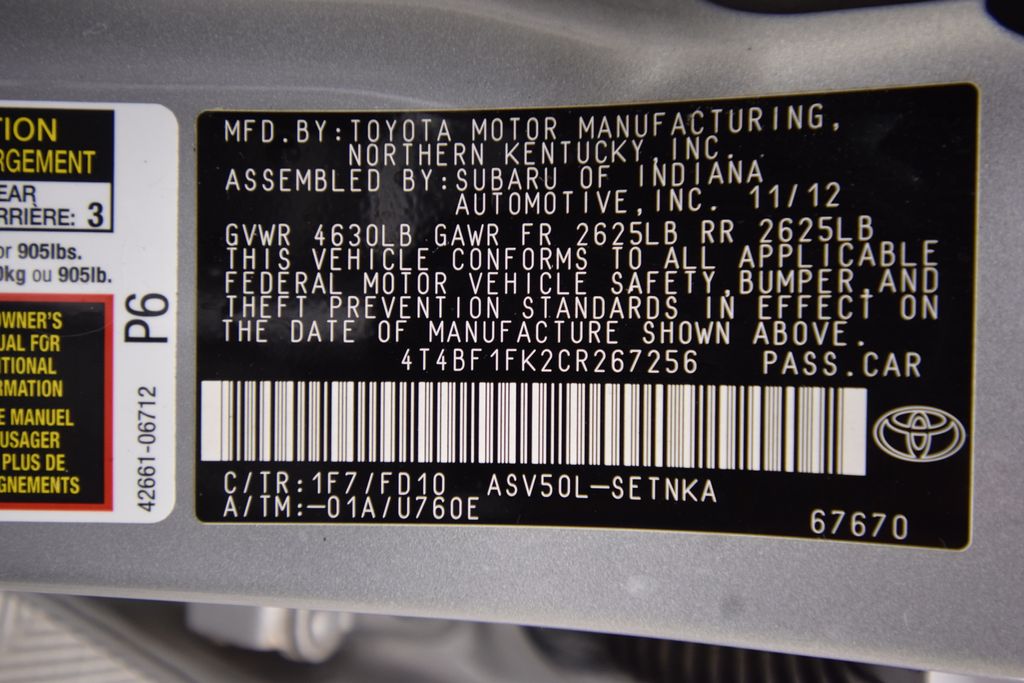 TION
RGEMENT
EAR
RRIÈRE: 3
or 905lbs.
0kg ou 905lb.
OWNER'S
UAL FOR
ITIONAL
RMATION
E MANUEL
USAGER
PLUS DE
GNEMENTS
P6
42661-06712
MFD.BY:TOYOTA MOTOR MANUFACTURING,
NORTHERN KENTUCKY,INC.
ASSEMBLED BY:SUBARU OF INDIANA
AUTOMOTIVE,INC. 11/12
GVWR 4630LB GAWR FR 2625LB RR 2625LB
THIS VEHICLE CONFORMS TO ALL APPLICABLE
FEDERAL MOTOR VEHICLE SAFETY,BUMPER,AND
THEFT PREVENTION STANDARDS IN EFFECT ON
THE DATE OF MANUFACTURE SHOWN ABOVE.
4T4BF1FK2CR267256 PASS.CAR
C/TR:1F7/FD10 ASV50L-SETNKA
A/TM:-01A/U760E
67670